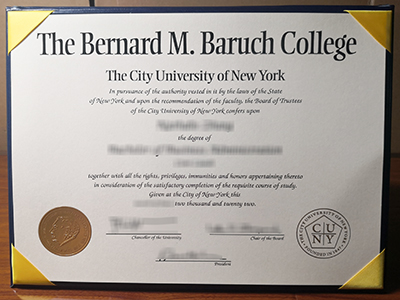 The Bernard M. Baruch College
The City University of New York
In pursuance of the authority vested in it by the laws of the State
of New York and upon the recommendation of the faculty, the Board of Trustees
of the City University of New York confers upon
the degree of
together with all the rights, privileges, immunities and honors appertaining thereto
in consideration of the satisfactory completion of the requisite course of study.
Given at the City of New York this
two thousand and twenty two.
Chancellor of the University
Chair of the Board
President
CU
NY